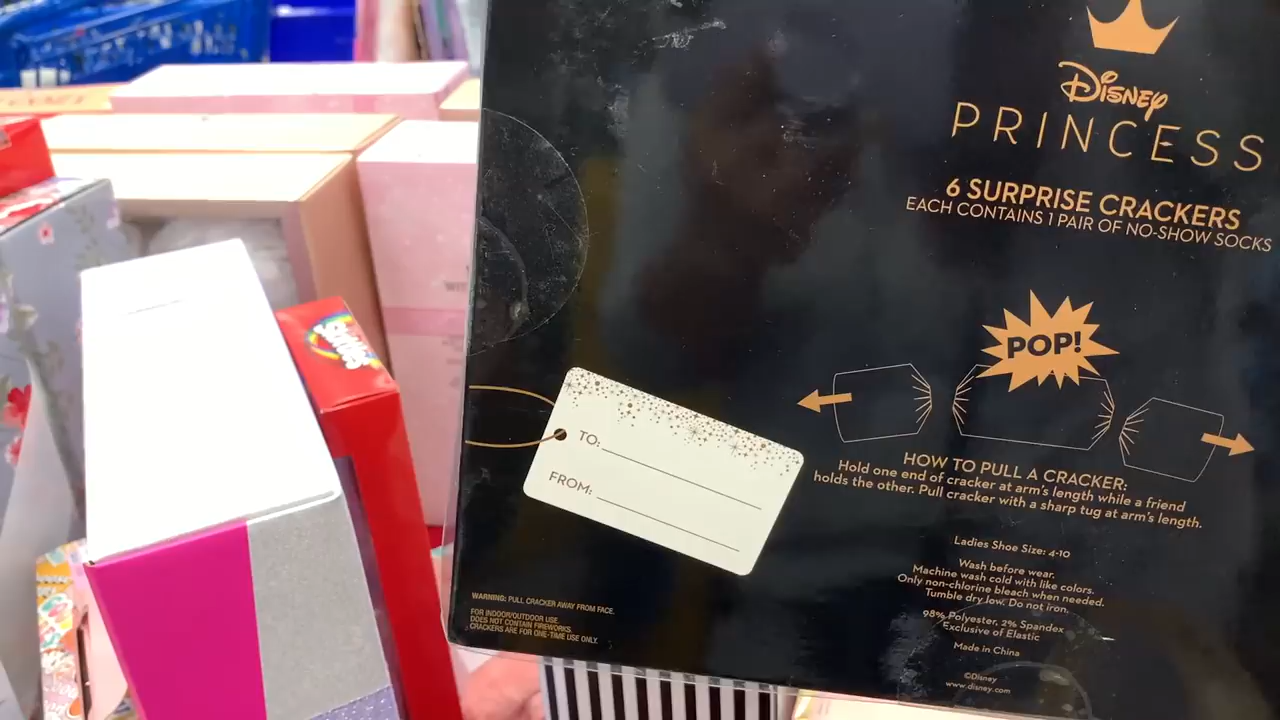 Disney
PRINCESS
6 SURPRISE CRACKERS
EACH CONTAINS 1 PAIR OF NO-SHOW SOCKS
POP!
HOW TO PULL A CRACKER:
Hold one end of cracker at arm's length while a friend
holds the other. Pull cracker with a sharp tug at arm's length.
Ladies Shoe Size: 4-10
Wash before wear.
Machine wash cold with like colors.
Only non-chlorine bleach when needed.
Tumble dry low. Do not iron.
98% Polyester, 2% Spandex
Exclusive of Elastic
Made in China
©Disney
www.disney.com
TO:
FROM:
WARNING: PULL CRACKER AWAY FROM FACE.
FOR INDOOR/OUTDOOR USE.
DOES NOT CONTAIN FIREWORKS.
CRACKERS ARE FOR ONE-TIME USE ONLY.